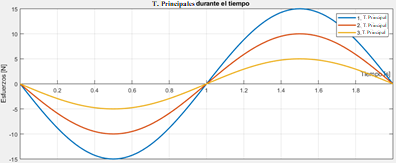 T. Principales durante el tiempo
15
10
5
0
-5
-10
-15
Esfuerzos [N]
0.2
0.4
0.6
0.8
1
1.2
1.4
1.6
1.8
Tiempo [s]
1. T. Principal
2. T. Principal
3. T. Principal